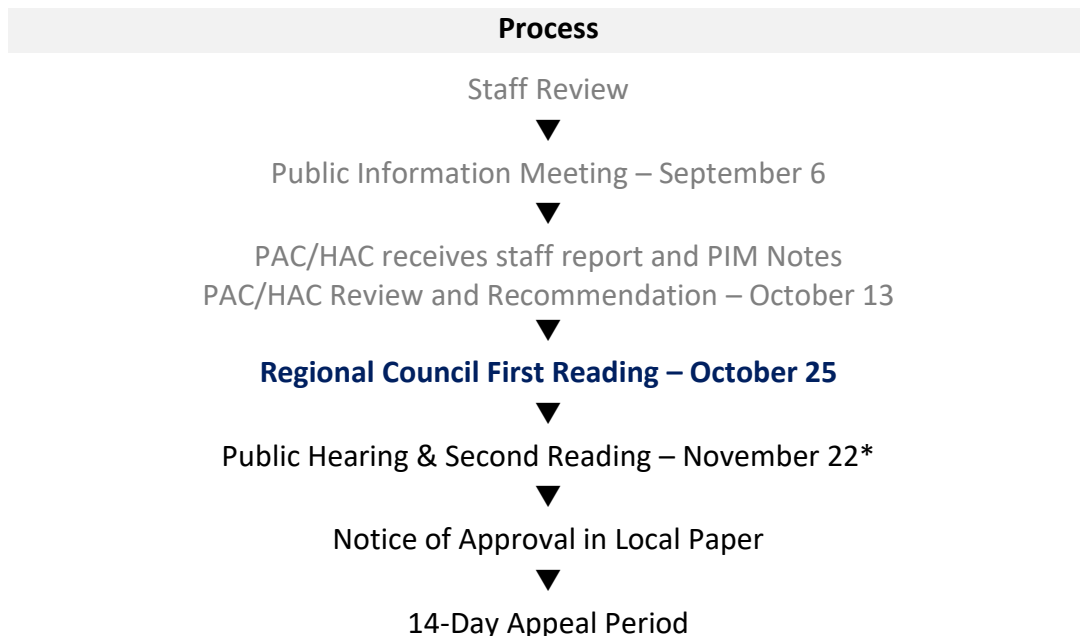 Process
Staff Review
Public Information Meeting – September 6
PAC/HAC receives staff report and PIM Notes
PAC/HAC Review and Recommendation – October 13
Regional Council First Reading – October 25
Public Hearing & Second Reading – November 22*
Notice of Approval in Local Paper
14-Day Appeal Period